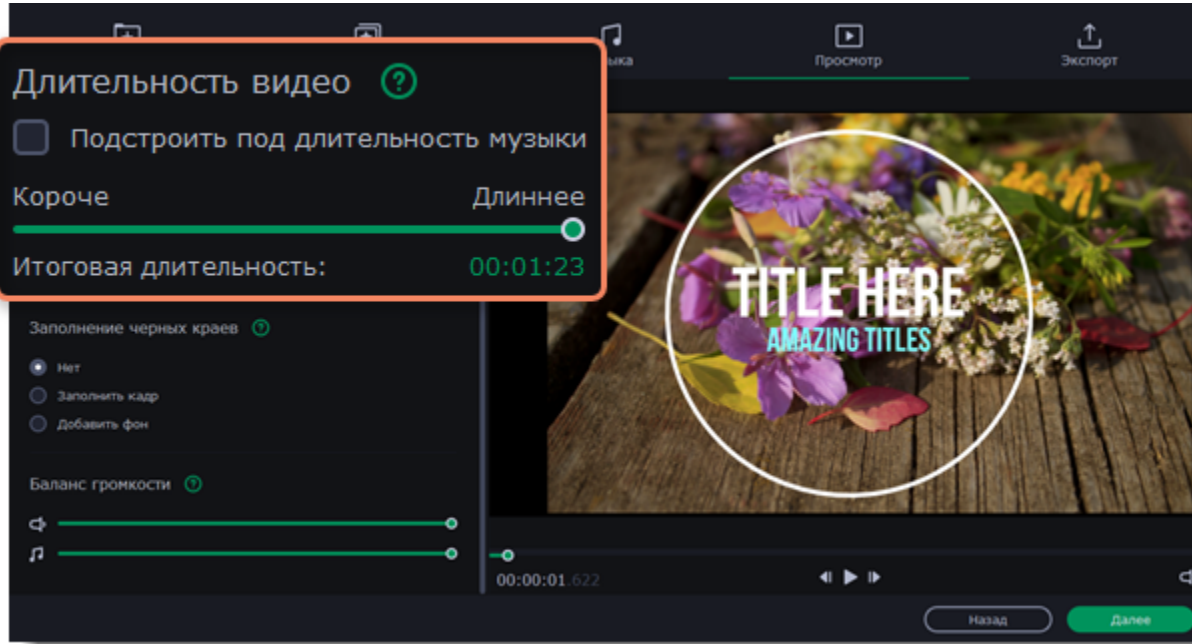 Просмотр
Экспорт
Длительность видео
Подстроить под длительность музыки
Короче
Длиннее
Итоговая длительность:
00:01:23
Заполнение черных краев
Нет
Заполнить кадр
Добавить фон
Баланс громкости
TITLE HERE
AMAZING TITLES
00:00:01.622
Назад
Далее